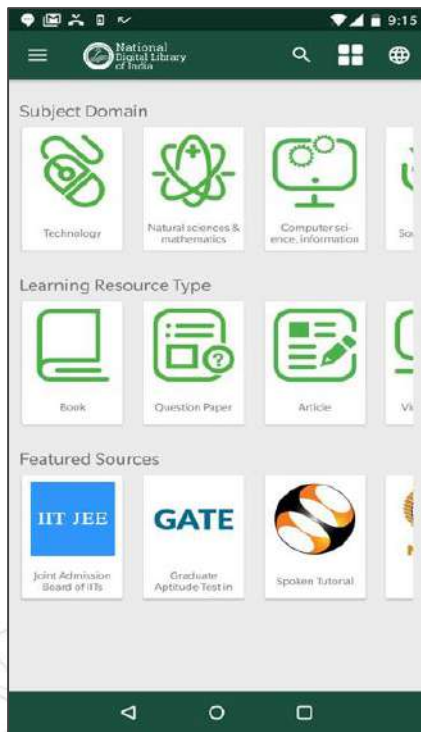 9:15
National
Digital Library
of India
Subject Domain
Technology
Natural sciences &
mathematics
Computer sci-
ence, information
Learning Resource Type
Book
Question Paper
Article
Featured Sources
IIT JEE
GATE
Joint Admission
Board of IITs
Graduate
Aptitude Test in
Spoken Tutorial